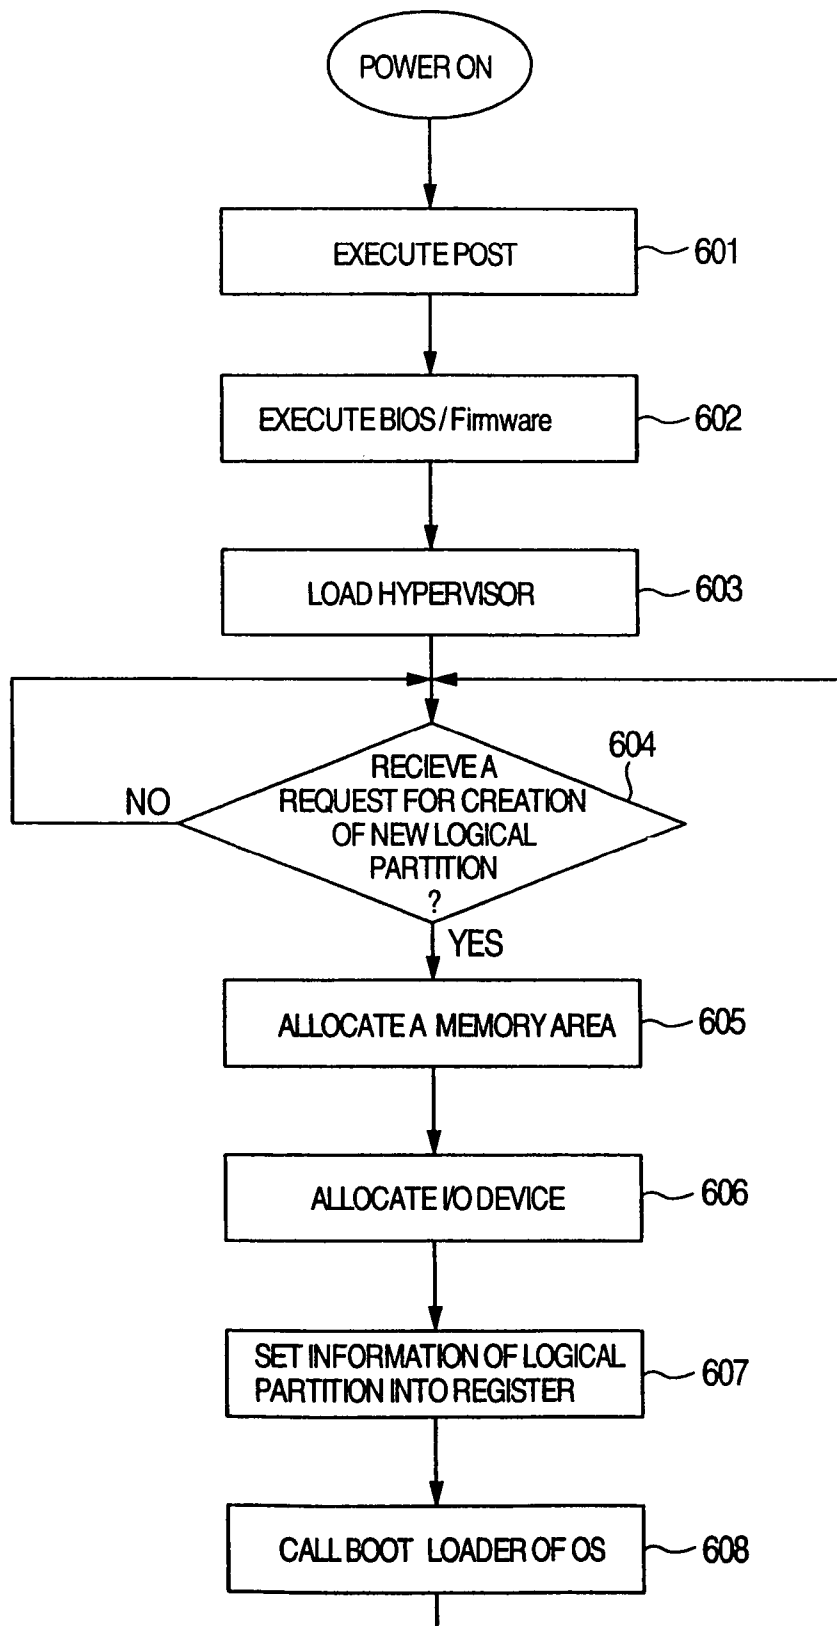 POWER ON
EXECUTE POST
601
EXECUTE BIOS / Firmware
602
LOAD HYPERVISOR
603
604
RECIEVE A
REQUEST FOR CREATION
OF NEW LOGICAL
PARTITION
?
NO
YES
ALLOCATE A MEMORY AREA
605
ALLOCATE I/O DEVICE
606
SET INFORMATION OF LOGICAL
PARTITION INTO REGISTER
607
CALL BOOT LOADER OF OS
608